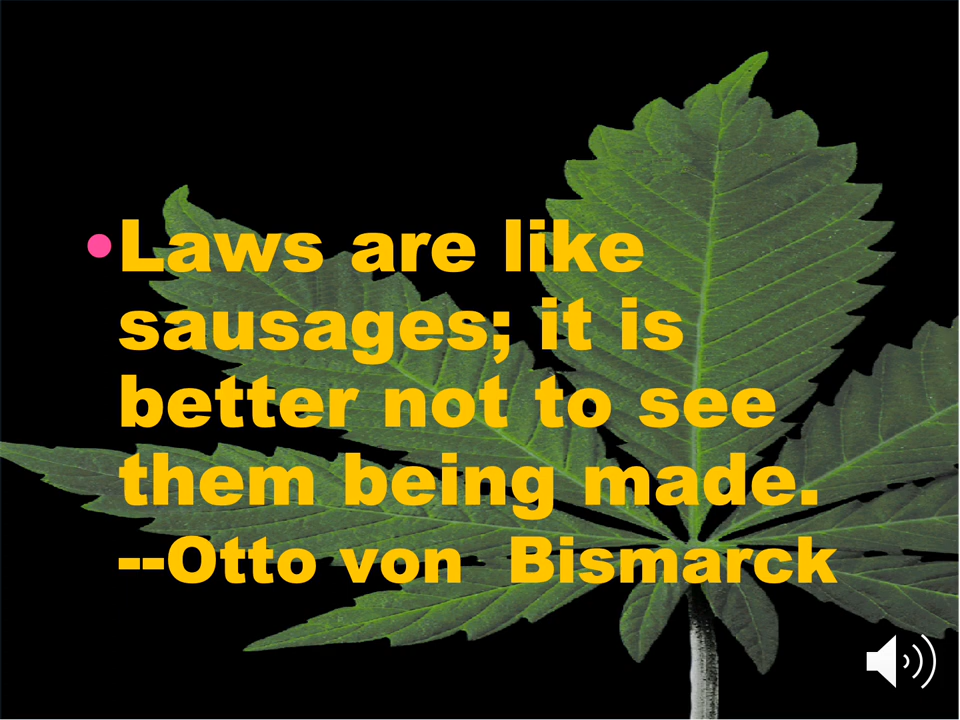 •Laws are like
sausages; it is
better not to see
them being made.
--Otto von  Bismarck